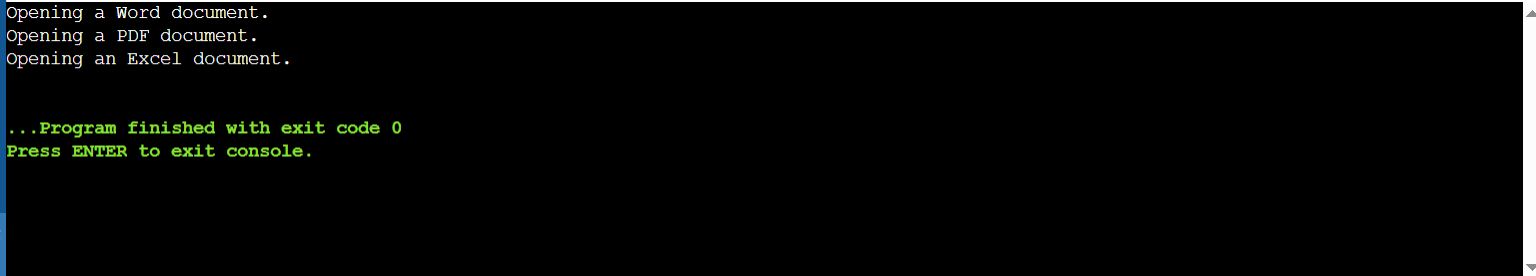 Opening a Word document.
Opening a PDF document.
Opening an Excel document.
...Program finished with exit code 0
Press ENTER to exit console.